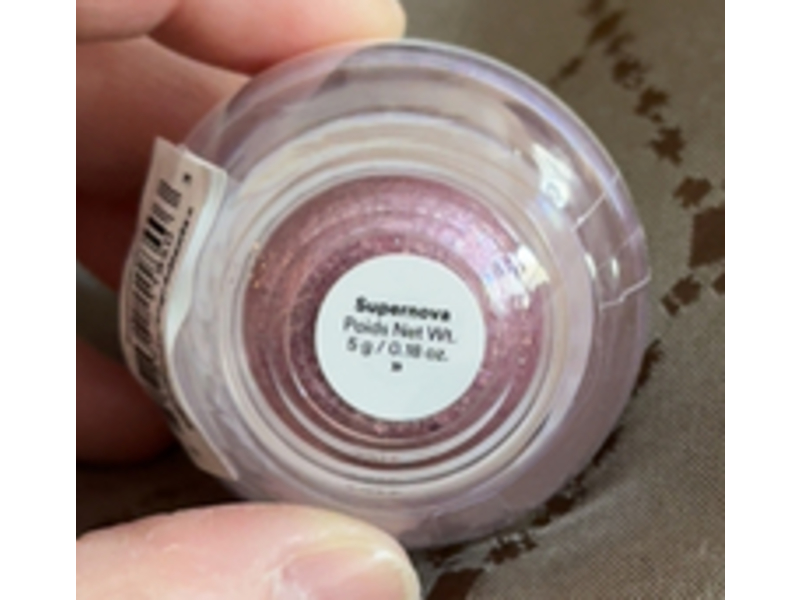 Supernova
Poids Net Wt.
5 g / 0.18 oz.